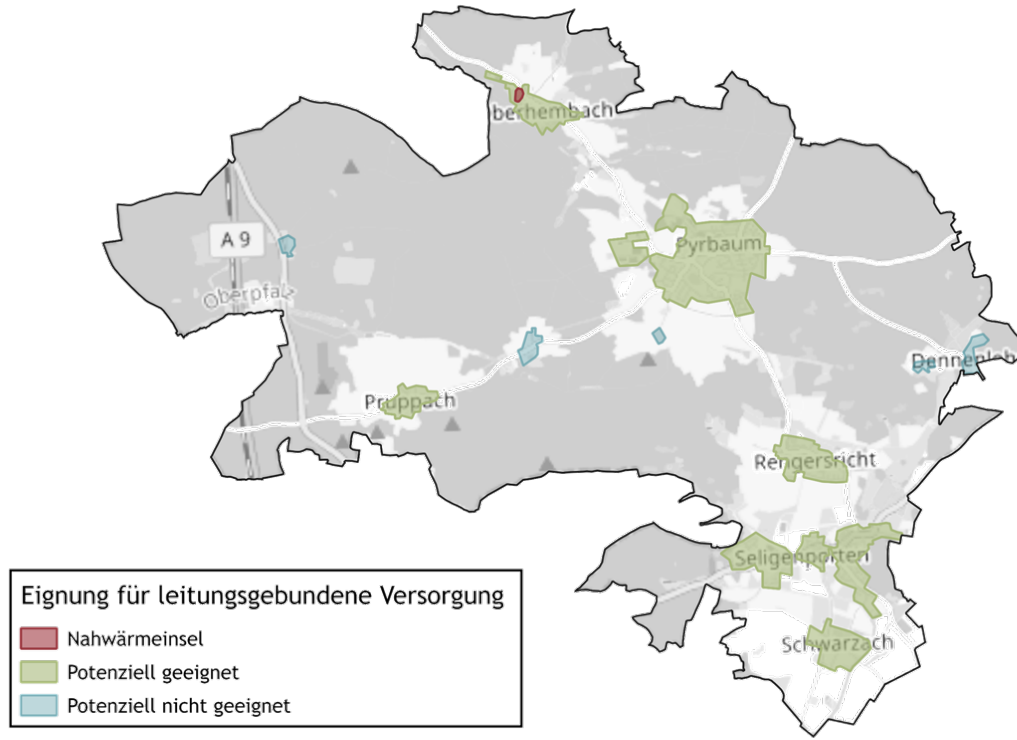 berhembach
Pyrbaum
A 9
Oberpfalz
Dennenloh
Pruppach
Rengersricht
Seligenporten
Schwarzach
Eignung für leitungsgebundene Versorgung
Nahwärmeinsel
Potenziell geeignet
Potenziell nicht geeignet